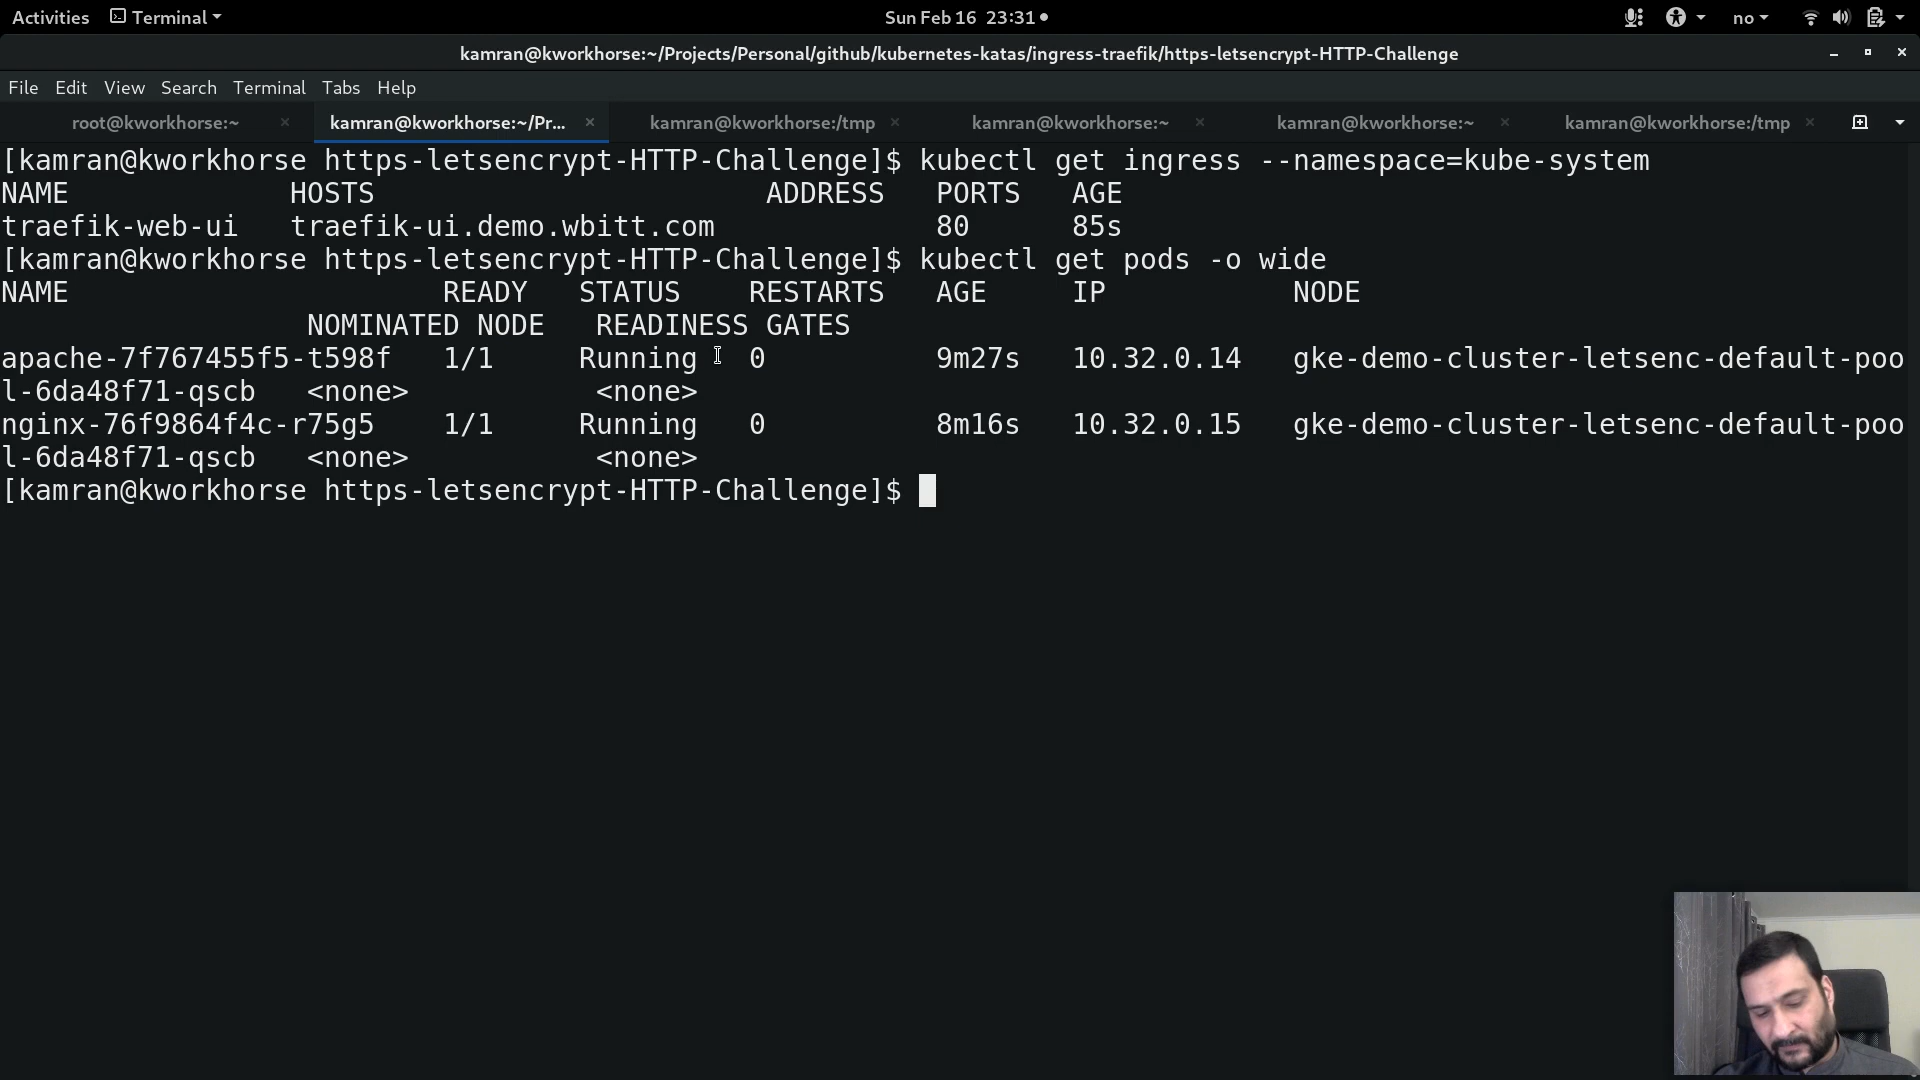 Activities Terminal Sun Feb 16 23:31 no
kamran@kworkhorse:~/Projects/Personal/github/kubernetes-katas/ingress-traefik/https-letsencrypt-HTTP-Challenge
File Edit View Search Terminal Tabs Help
root@kworkhorse:~ kamran@kworkhorse:~/Pr... kamran@kworkhorse:/tmp kamran@kworkhorse:~ kamran@kworkhorse:~ kamran@kworkhorse:/tmp
[kamran@kworkhorse https-letsencrypt-HTTP-Challenge]$ kubectl get ingress --namespace=kube-system
NAME HOSTS ADDRESS PORTS AGE
traefik-web-ui traefik-ui.demo.wbitt.com 80 85s
[kamran@kworkhorse https-letsencrypt-HTTP-Challenge]$ kubectl get pods -o wide
NAME READY STATUS RESTARTS AGE IP NODE
NOMINATED NODE READINESS GATES
apache-7f767455f5-t598f 1/1 Running 0 9m27s 10.32.0.14 gke-demo-cluster-letsenc-default-poo
l-6da48f71-qscb <none> <none>
nginx-76f9864f4c-r75g5 1/1 Running 0 8m16s 10.32.0.15 gke-demo-cluster-letsenc-default-poo
l-6da48f71-qscb <none> <none>
[kamran@kworkhorse https-letsencrypt-HTTP-Challenge]$